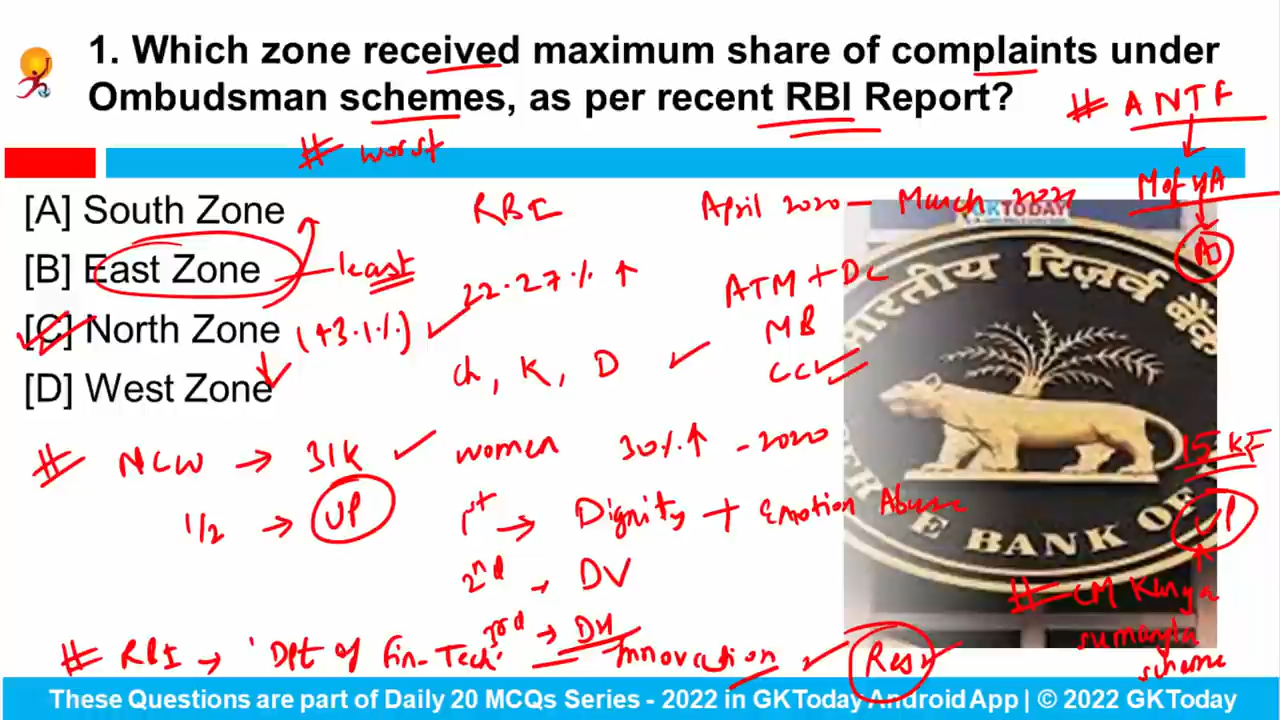 1. Which zone received maximum share of complaints under
Ombudsman schemes, as per recent RBI Report?
# ANTF
# worst
M of YA
[A] South Zone
RBI
April 2020 – March 2021
GKTODAY
[B] East Zone
least
22.27% ↑
ATM + DC
MB
[C] North Zone (43.1%)
ch, K, D
CC
[D] West Zone
भारतीय रिज़र्व बैंक
# NCW → 31K
women 30%↑ - 2020
15 K
1/2 → UP
1st → Dignity + Emotion Abuse
UP
E BANK OF
2nd → DV
# CM Kanya
sumangla
scheme
3rd → DH
# RBI → 'Dpt of Fin-Tech' = Innovation
Res
These Questions are part of Daily 20 MCQs Series - 2022 in GKToday Android App | © 2022 GKToday